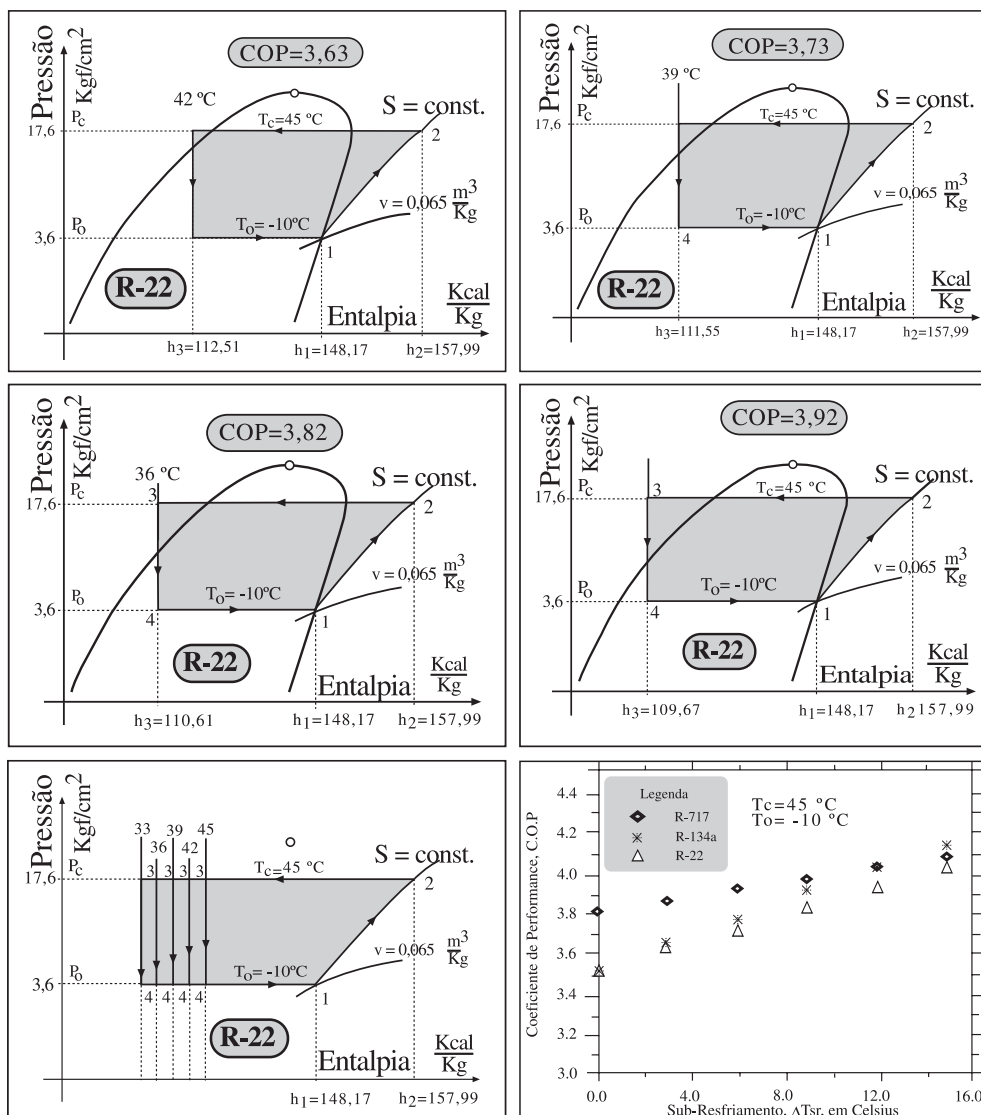 Pressão
Kgf/cm2
COP=3,63
42 ºC
S = const.
Pc
17,6
Tc=45 ºC
2
v = 0,065 m3/Kg
Po
3,6
To= -10ºC
1
R-22
Entalpia
Kcal/Kg
h3=112,51
h1=148,17
h2=157,99
Pressão
Kgf/cm2
COP=3,73
39 ºC
S = const.
Pc
17,6
Tc=45 ºC
2
v = 0,065 m3/Kg
Po
3,6
To= -10ºC
4
1
R-22
Entalpia
Kcal/Kg
h3=111,55
h1=148,17
h2=157,99
Pressão
Kgf/cm2
COP=3,82
36 ºC
S = const.
Pc
17,6
3
2
v = 0,065 m3/Kg
Po
3,6
To= -10ºC
4
1
R-22
Entalpia
Kcal/Kg
h3=110,61
h1=148,17
h2=157,99
Pressão
Kgf/cm2
COP=3,92
S = const.
Pc
17,6
3
Tc=45 ºC
2
v = 0,065 m3/Kg
Po
3,6
To= -10ºC
4
1
R-22
Entalpia
Kcal/Kg
h3=109,67
h1=148,17
h2 157,99
Pressão
Kgf/cm2
33 36 39 42 45
S = const.
Pc
17,6
3 3 3 3
Tc=45 ºC
2
v = 0,065 m3/Kg
Po
3,6
To= -10ºC
4 4 4 4
1
R-22
Entalpia
Kcal/Kg
h1=148,17
h2=157,99
Coeficiente de Performance, C.O.P
4.4
4.2
4.0
3.8
3.6
3.5
3.4
3.2
3.0
Legenda
R-717
R-134a
R-22
Tc=45 ºC
To= -10 ºC
0.0 4.0 8.0 12.0 16.0
Sub-Resfriamento, ΔTsr, em Celsius